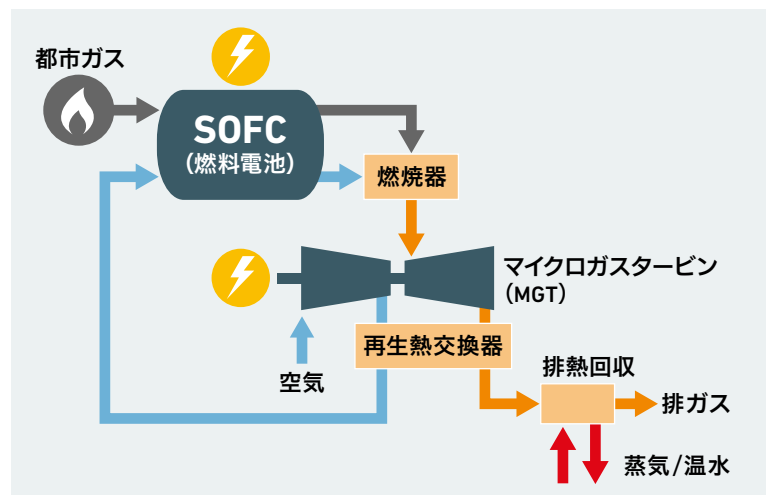 都市ガス
SOFC
(燃料電池)
燃焼器
マイクロガスタービン
(MGT)
再生熱交換器
空気
排熱回収
排ガス
蒸気/温水